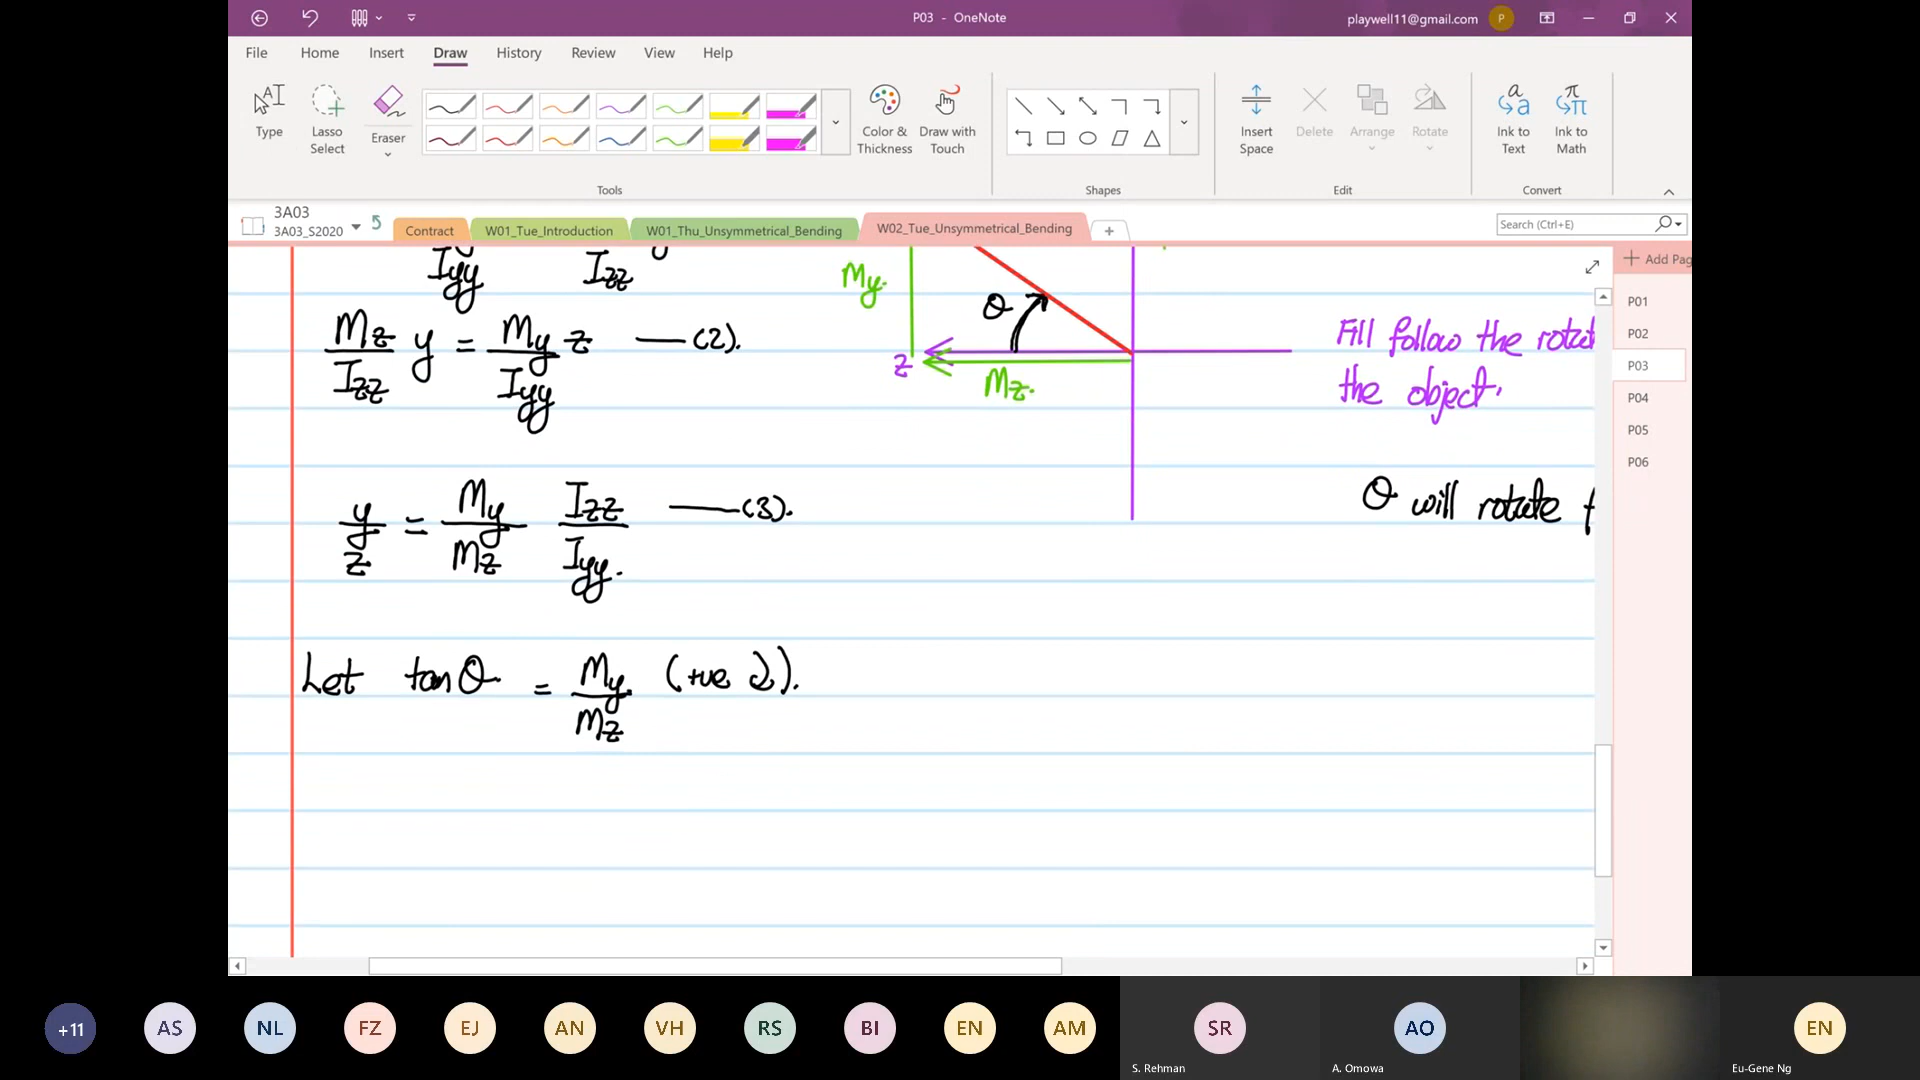 P03 - OneNote
playwell11@gmail.com P
File Home Insert Draw History Review View Help
Type
Lasso Select
Eraser
Color & Thickness
Draw with Touch
Insert Space
Delete
Arrange
Rotate
Ink to Text
Ink to Math
Tools Shapes Edit Convert
3A03
3A03_S2020
Contract W01_Tue_Introduction W01_Thu_Unsymmetrical_Bending W02_Tue_Unsymmetrical_Bending +
Search (Ctrl+E)
Add Pag
P01
P02
P03
P04
P05
P06
Iyy Izz
Mz/Izz y = My/Iyy z —(2).
y/z = My/Mz Izz/Iyy. —(3).
Let tanθ = My/Mz (+ve ↓).
My.
θ
z
Mz.
Fill follow the rotat
the object.
θ will rotate f
+11 AS NL FZ EJ AN VH RS BI EN AM SR AO EN
S. Rehman A. Omowa Eu-Gene Ng